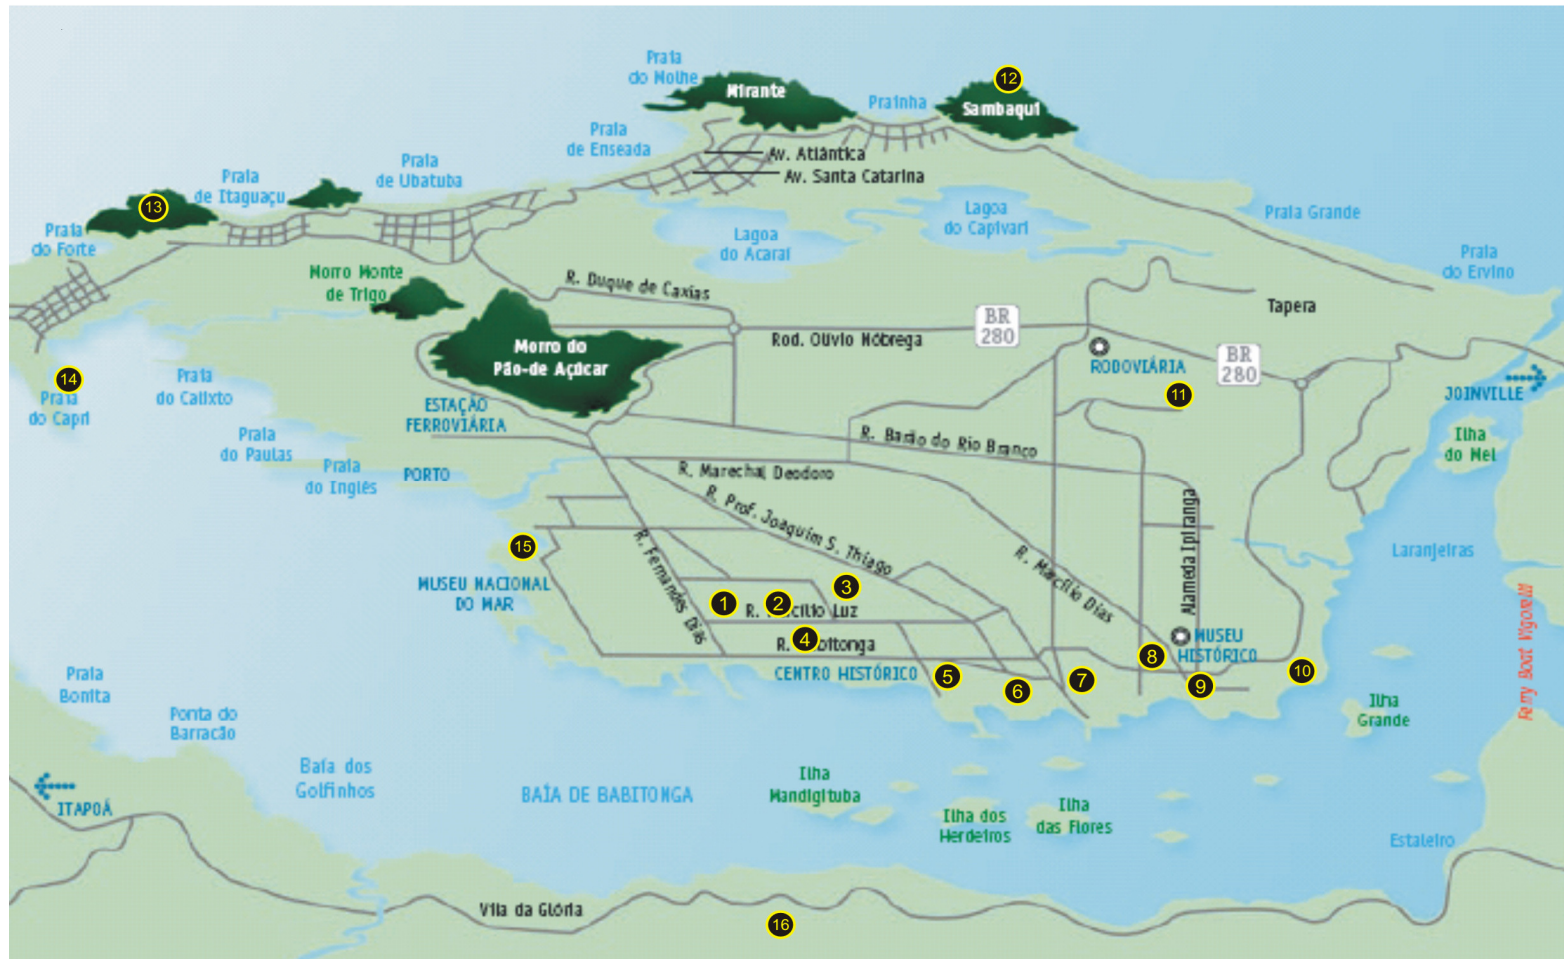 Praia
do Molhe
Mirante
12
Sambaqui
Prainha
Praia
de Enseada
Av. Atlântica
Av. Santa Catarina
Praia
de Ubatuba
Praia
de Itaguaçu
13
Praia
do Forte
Lagoa
do Acaraí
Lagoa
do Capivari
Praia Grande
Praia
do Ervino
Morro Monte
de Trigo
R. Duque de Caxias
Tapera
BR
280
Rod. Olívio Nóbrega
Morro do
Pão-de Açúcar
RODOVIÁRIA
BR
280
11
JOINVILLE
14
Praia
do Capri
Praia
do Calixto
ESTAÇÃO
FERROVIÁRIA
Praia
do Paulas
Praia
do Inglês
PORTO
R. Barão do Rio Branco
Ilha
do Mel
R. Marechal Deodoro
R. Prof. Joaquim S. Thiago
Alameda Ipiranga
R. Fernandes Dias
R. Marcílio Dias
Laranjeiras
15
MUSEU NACIONAL
DO MAR
1
2
3
R. cílio Luz
4
R. bitonga
CENTRO HISTÓRICO
5
6
7
8
MUSEU
HISTÓRICO
9
10
Ferry Boat Vigorelli
Praia
Bonita
Ponta do
Barracão
Ilha
Grande
Baía dos
Golfinhos
ITAPOÁ
BAÍA DE BABITONGA
Ilha
Mandigituba
Ilha dos
Herdeiros
Ilha
das Flores
Estaleiro
Vila da Glória
16